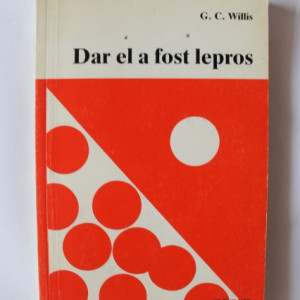 G. C. Willis
Dar el a fost lepros